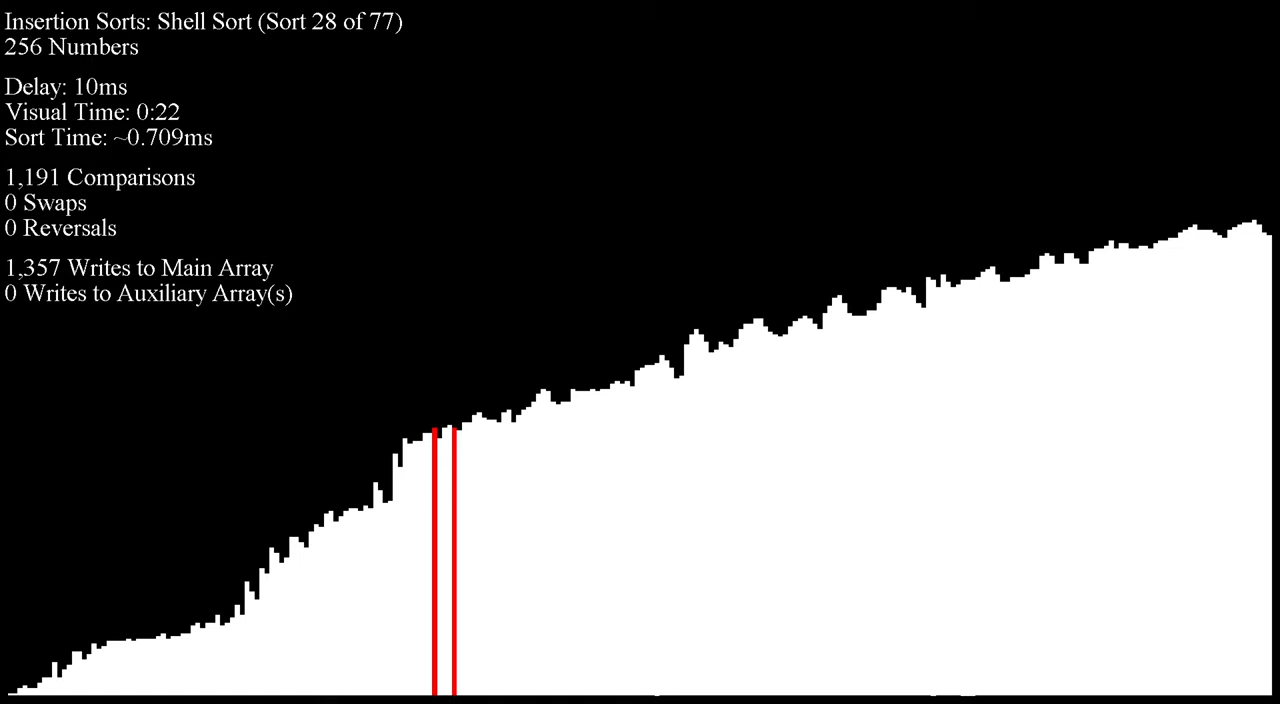 Insertion Sorts: Shell Sort (Sort 28 of 77)
256 Numbers
Delay: 10ms
Visual Time: 0:22
Sort Time: ~0.709ms
1,191 Comparisons
0 Swaps
0 Reversals
1,357 Writes to Main Array
0 Writes to Auxiliary Array(s)